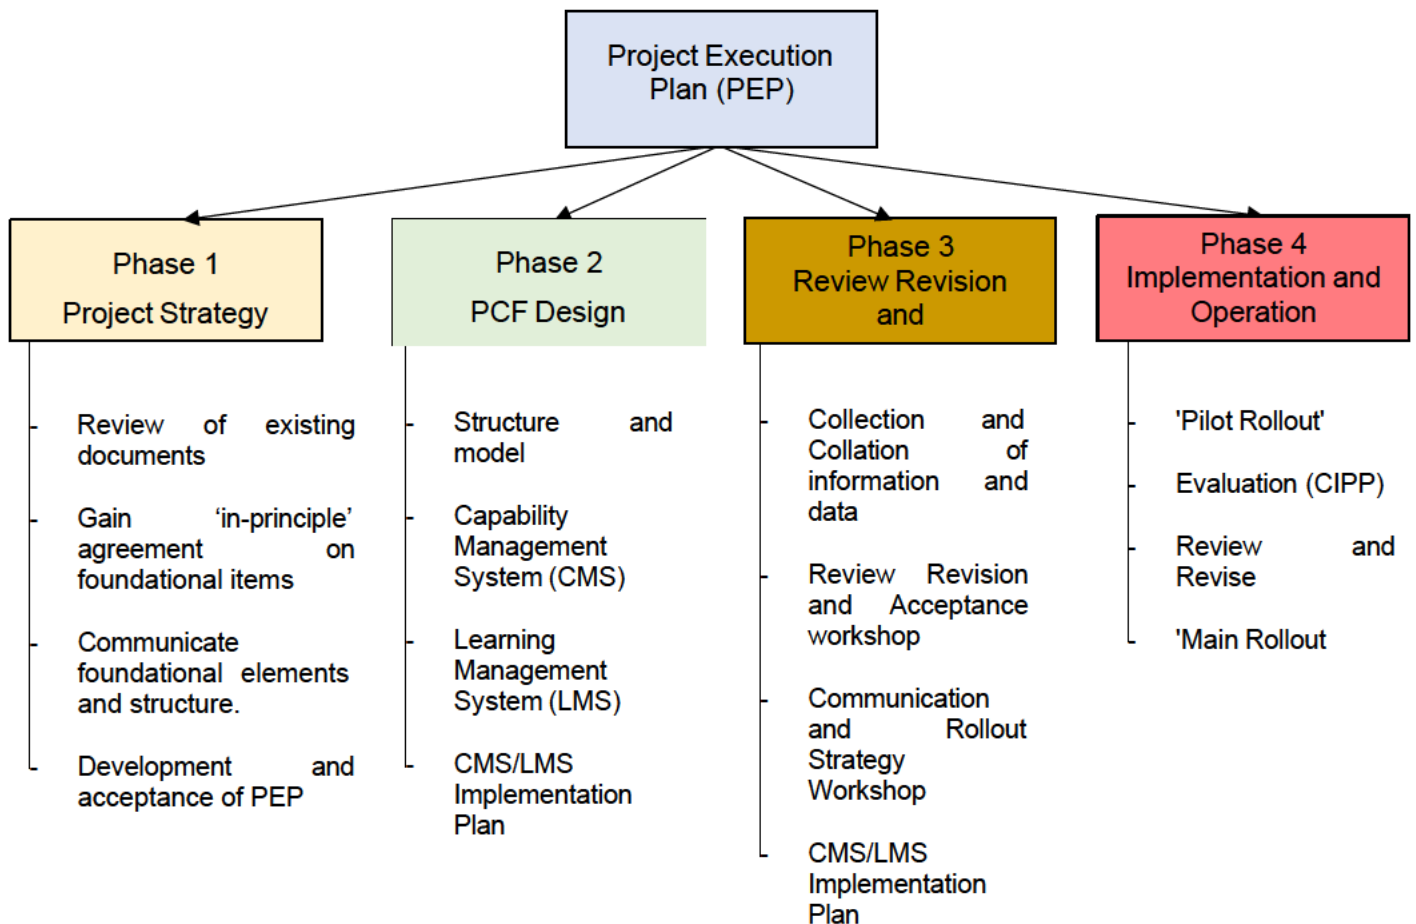 Project Execution
Plan (PEP)
Phase 1
Project Strategy
Phase 2
PCF Design
Phase 3
Review Revision
and
Phase 4
Implementation and
Operation
- Review of existing
documents
- Gain ‘in-principle’
agreement on
foundational items
- Communicate
foundational elements
and structure.
- Development and
acceptance of PEP
- Structure and
model
- Capability
Management
System (CMS)
- Learning
Management
System (LMS)
- CMS/LMS
Implementation
Plan
- Collection and
Collation of
information and
data
- Review Revision
and Acceptance
workshop
- Communication
and Rollout
Strategy
Workshop
- CMS/LMS
Implementation
Plan
- 'Pilot Rollout'
- Evaluation (CIPP)
- Review and
Revise
- 'Main Rollout